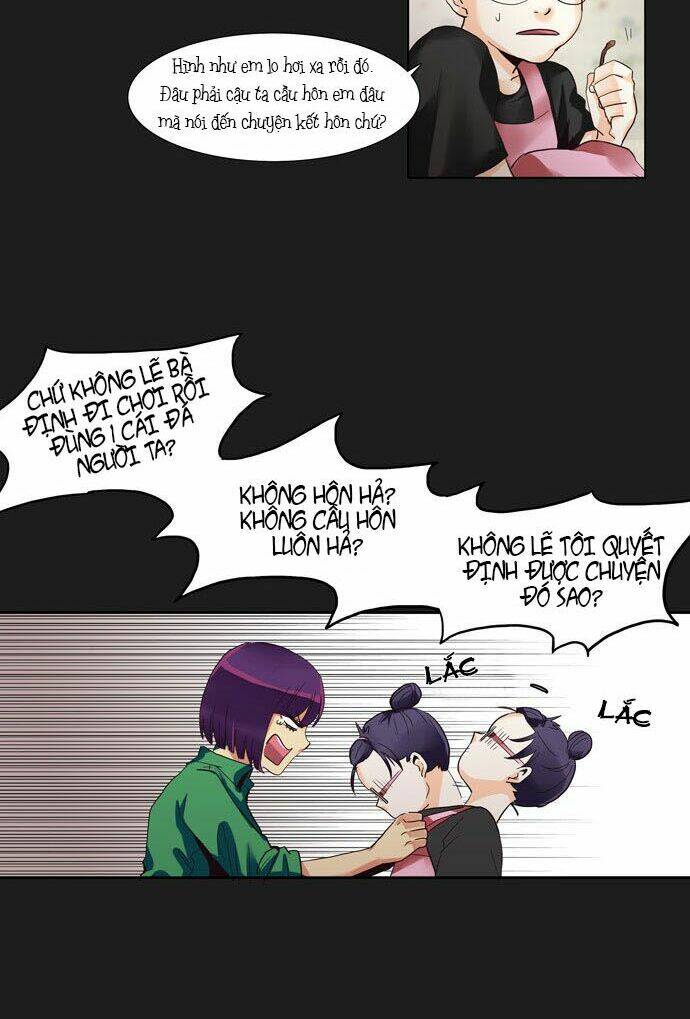 Hình như em lo hơi xa rồi đó.
Đâu phải cậu ta cầu hôn em đâu
mà nói đến chuyện kết hôn chứ?
CHỨ KHÔNG LẼ BÀ
ĐỊNH ĐI CHƠI RỒI
ĐÙNG 1 CÁI ĐÁ
NGƯỜI TA?
KHÔNG HÔN HẢ?
KHÔNG CẦU HÔN
LUÔN HẢ?
KHÔNG LẼ TÔI QUYẾT
ĐỊNH ĐƯỢC CHUYỆN
ĐÓ SAO?
LẮC
LẮC